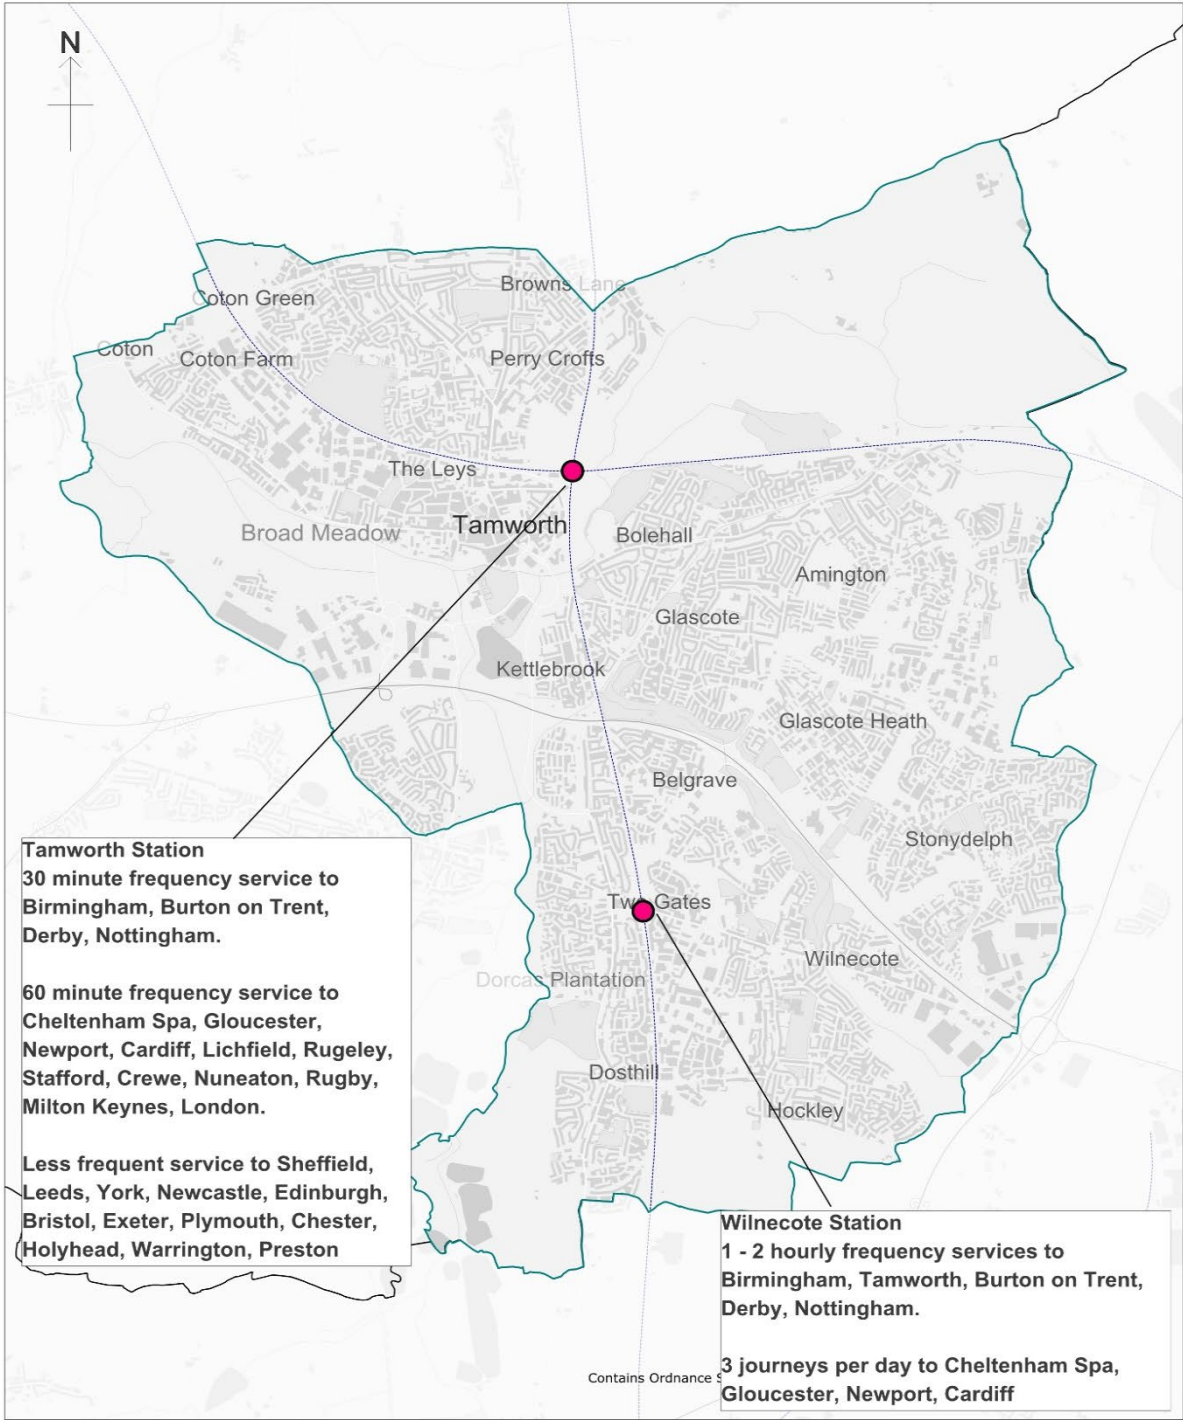 N
Browns Lane
Coton Green
Coton
Coton Farm
Perry Crofts
The Leys
Tamworth
Broad Meadow
Bolehall
Amington
Glascote
Kettlebrook
Glascote Heath
Belgrave
Stonydelph
Two Gates
Wilnecote
Dorcas Plantation
Dosthill
Hockley
Tamworth Station
30 minute frequency service to
Birmingham, Burton on Trent,
Derby, Nottingham.
60 minute frequency service to
Cheltenham Spa, Gloucester,
Newport, Cardiff, Lichfield, Rugeley,
Stafford, Crewe, Nuneaton, Rugby,
Milton Keynes, London.
Less frequent service to Sheffield,
Leeds, York, Newcastle, Edinburgh,
Bristol, Exeter, Plymouth, Chester,
Holyhead, Warrington, Preston
Wilnecote Station
1 - 2 hourly frequency services to
Birmingham, Tamworth, Burton on Trent,
Derby, Nottingham.
3 journeys per day to Cheltenham Spa,
Gloucester, Newport, Cardiff
Contains Ordnance